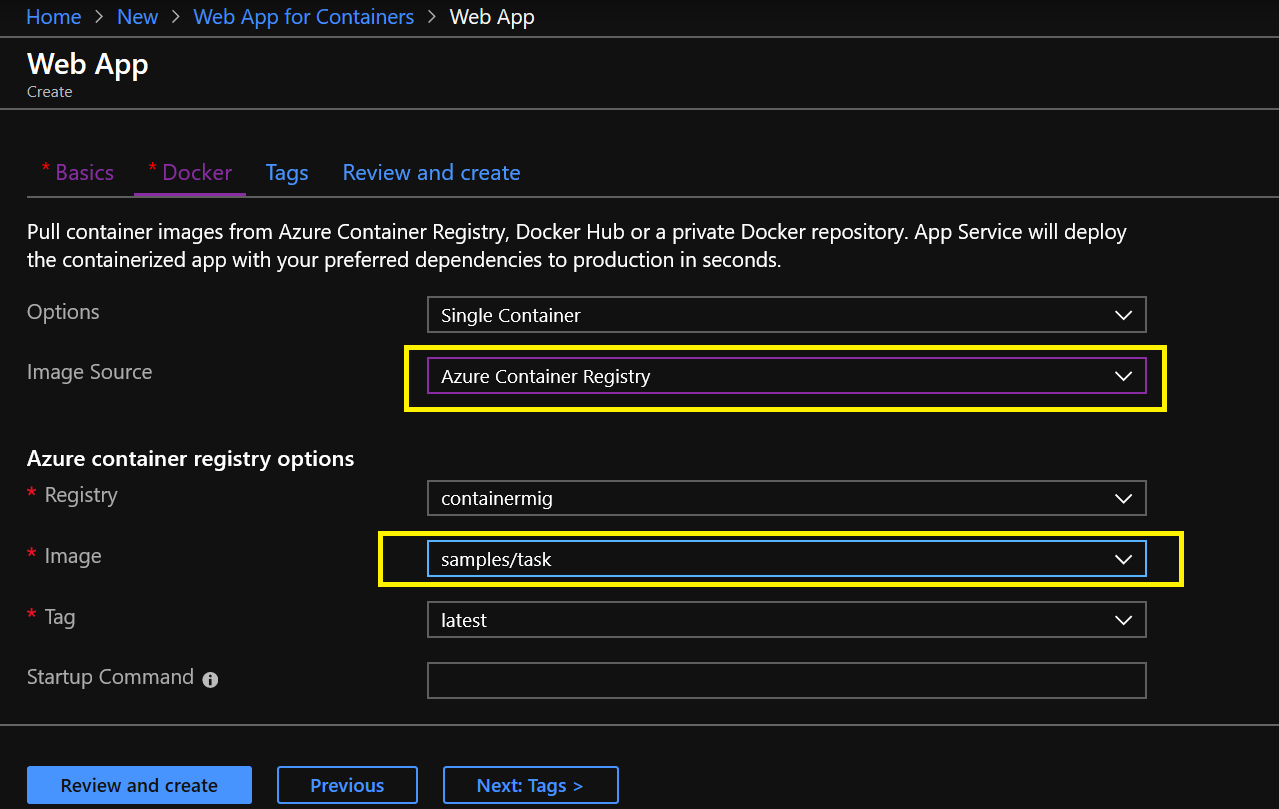 Home > New > Web App for Containers > Web App
Web App
Create
* Basics * Docker Tags Review and create
Pull container images from Azure Container Registry, Docker Hub or a private Docker repository. App Service will deploy
the containerized app with your preferred dependencies to production in seconds.
Options Single Container
Image Source Azure Container Registry
Azure container registry options
* Registry containermig
* Image samples/task
* Tag latest
Startup Command
Review and create Previous Next: Tags >